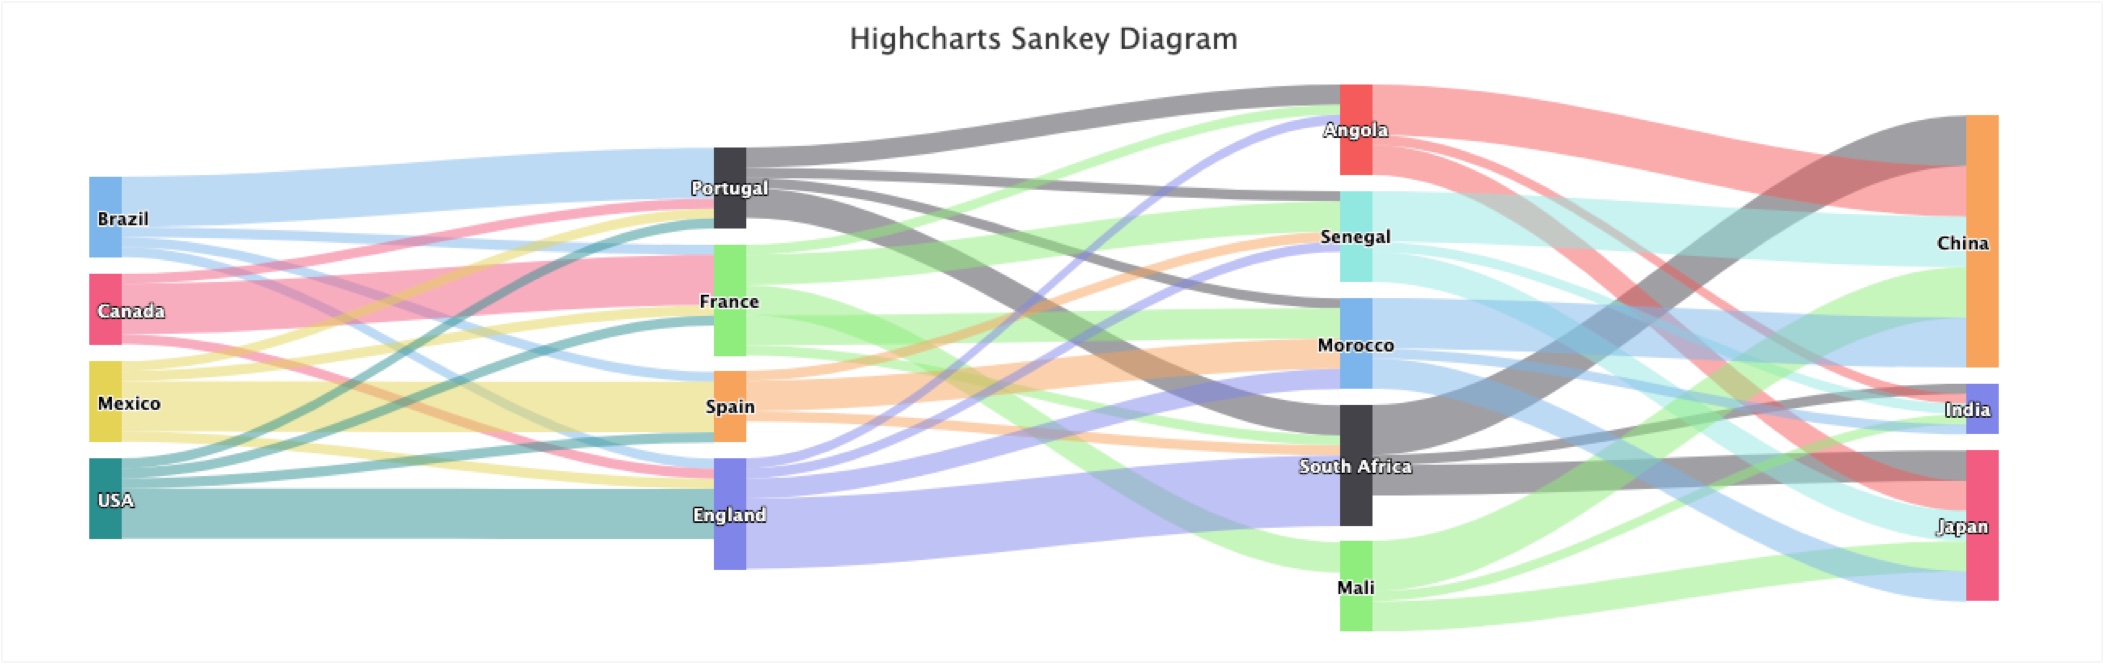 Highcharts Sankey Diagram
Brazil
Canada
Mexico
USA
Portugal
France
Spain
England
Angola
Senegal
Morocco
South Africa
Mali
China
India
Japan